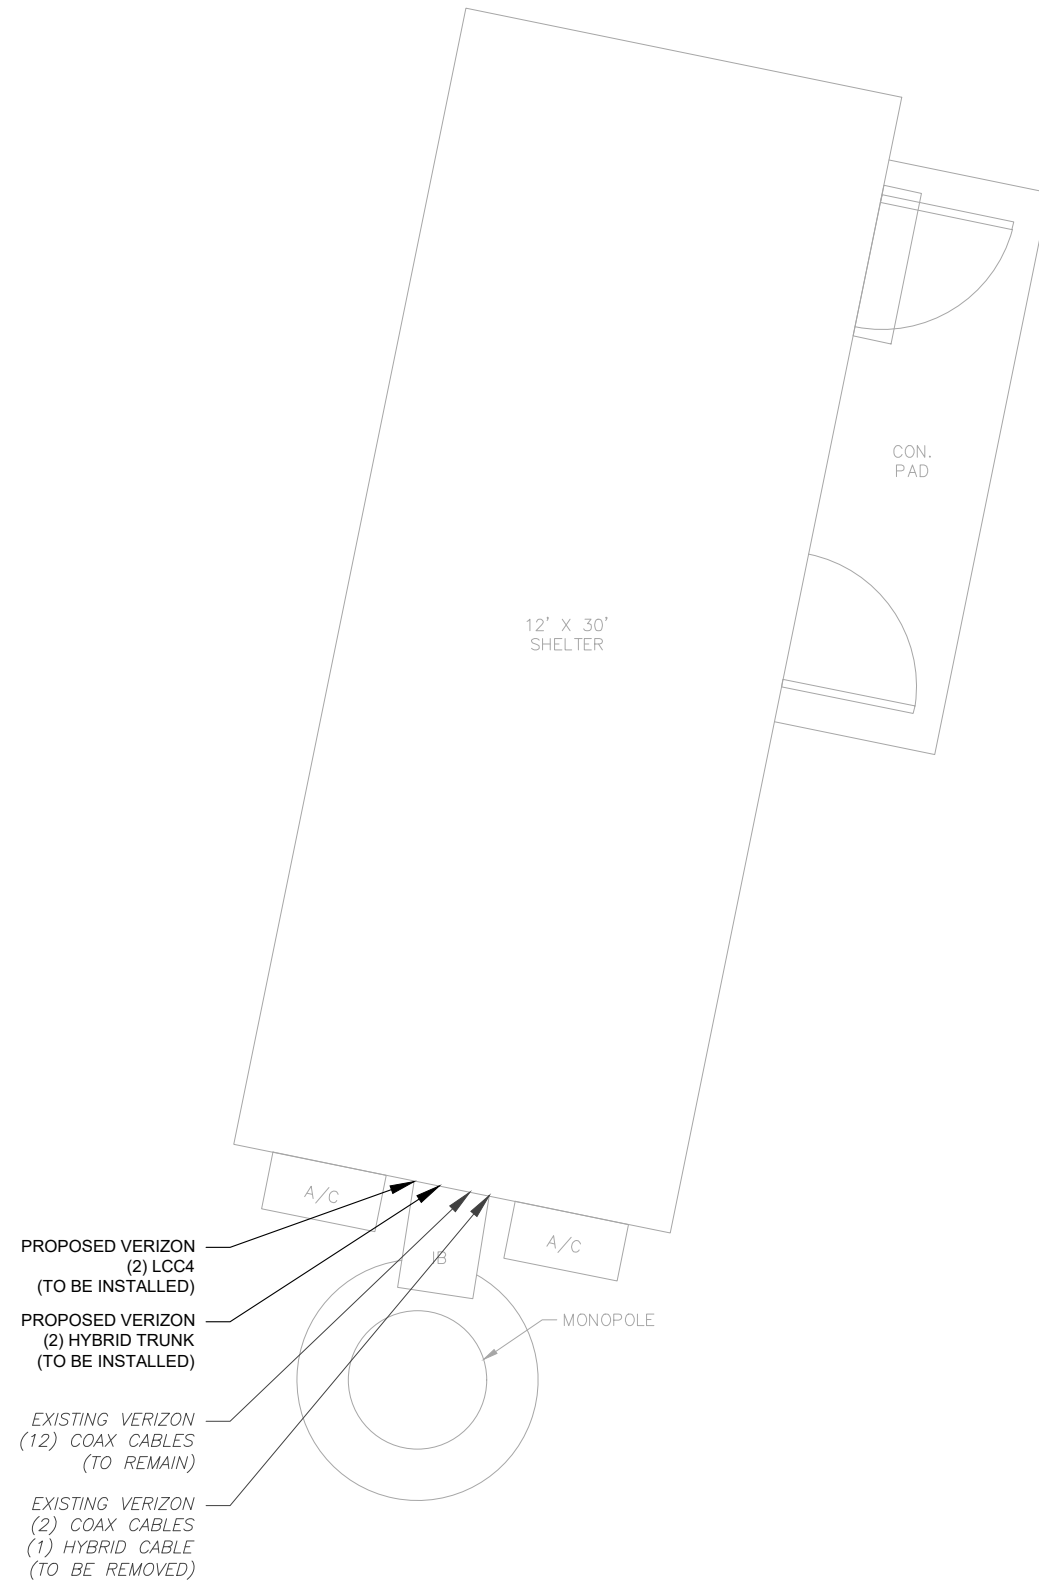 CON.
PAD
12' X 30'
SHELTER
A/C
IB
A/C
MONOPOLE
PROPOSED VERIZON
(2) LCC4
(TO BE INSTALLED)
PROPOSED VERIZON
(2) HYBRID TRUNK
(TO BE INSTALLED)
EXISTING VERIZON
(12) COAX CABLES
(TO REMAIN)
EXISTING VERIZON
(2) COAX CABLES
(1) HYBRID CABLE
(TO BE REMOVED)